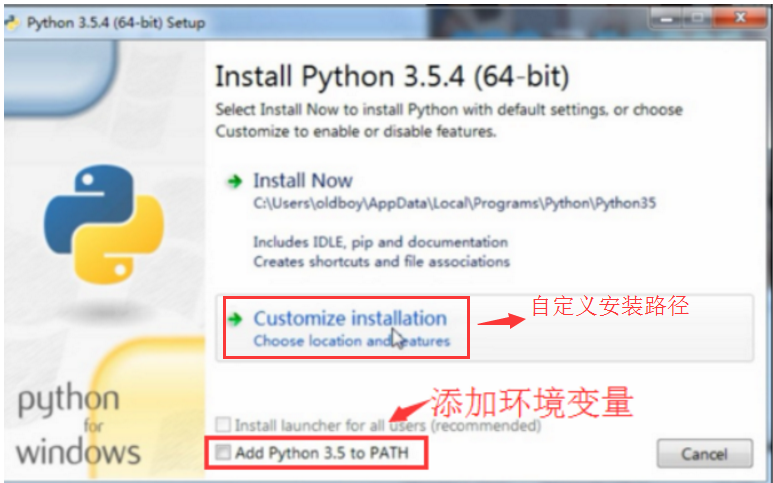 Python 3.5.4 (64-bit) Setup
Install Python 3.5.4 (64-bit)
Select Install Now to install Python with default settings, or choose
Customize to enable or disable features.
Install Now
C:\Users\oldboy\AppData\Local\Programs\Python\Python35
Includes IDLE, pip and documentation
Creates shortcuts and file associations
Customize installation
自定义安装路径
Choose location and features
添加环境变量
Install launcher for all users (recommended)
Add Python 3.5 to PATH
Cancel
python
for
windows